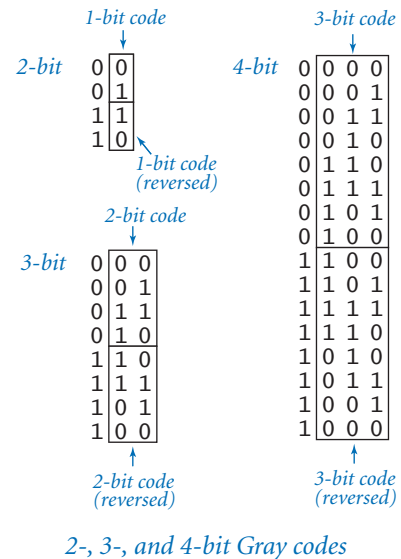 1-bit code
2-bit
0 0
0 1
1 1
1 0
1-bit code
(reversed)
2-bit code
3-bit
0 0 0
0 0 1
0 1 1
0 1 0
1 1 0
1 1 1
1 0 1
1 0 0
2-bit code
(reversed)
3-bit code
4-bit
0 0 0 0
0 0 0 1
0 0 1 1
0 0 1 0
0 1 1 0
0 1 1 1
0 1 0 1
0 1 0 0
1 1 0 0
1 1 0 1
1 1 1 1
1 1 1 0
1 0 1 0
1 0 1 1
1 0 0 1
1 0 0 0
3-bit code
(reversed)
2-, 3-, and 4-bit Gray codes